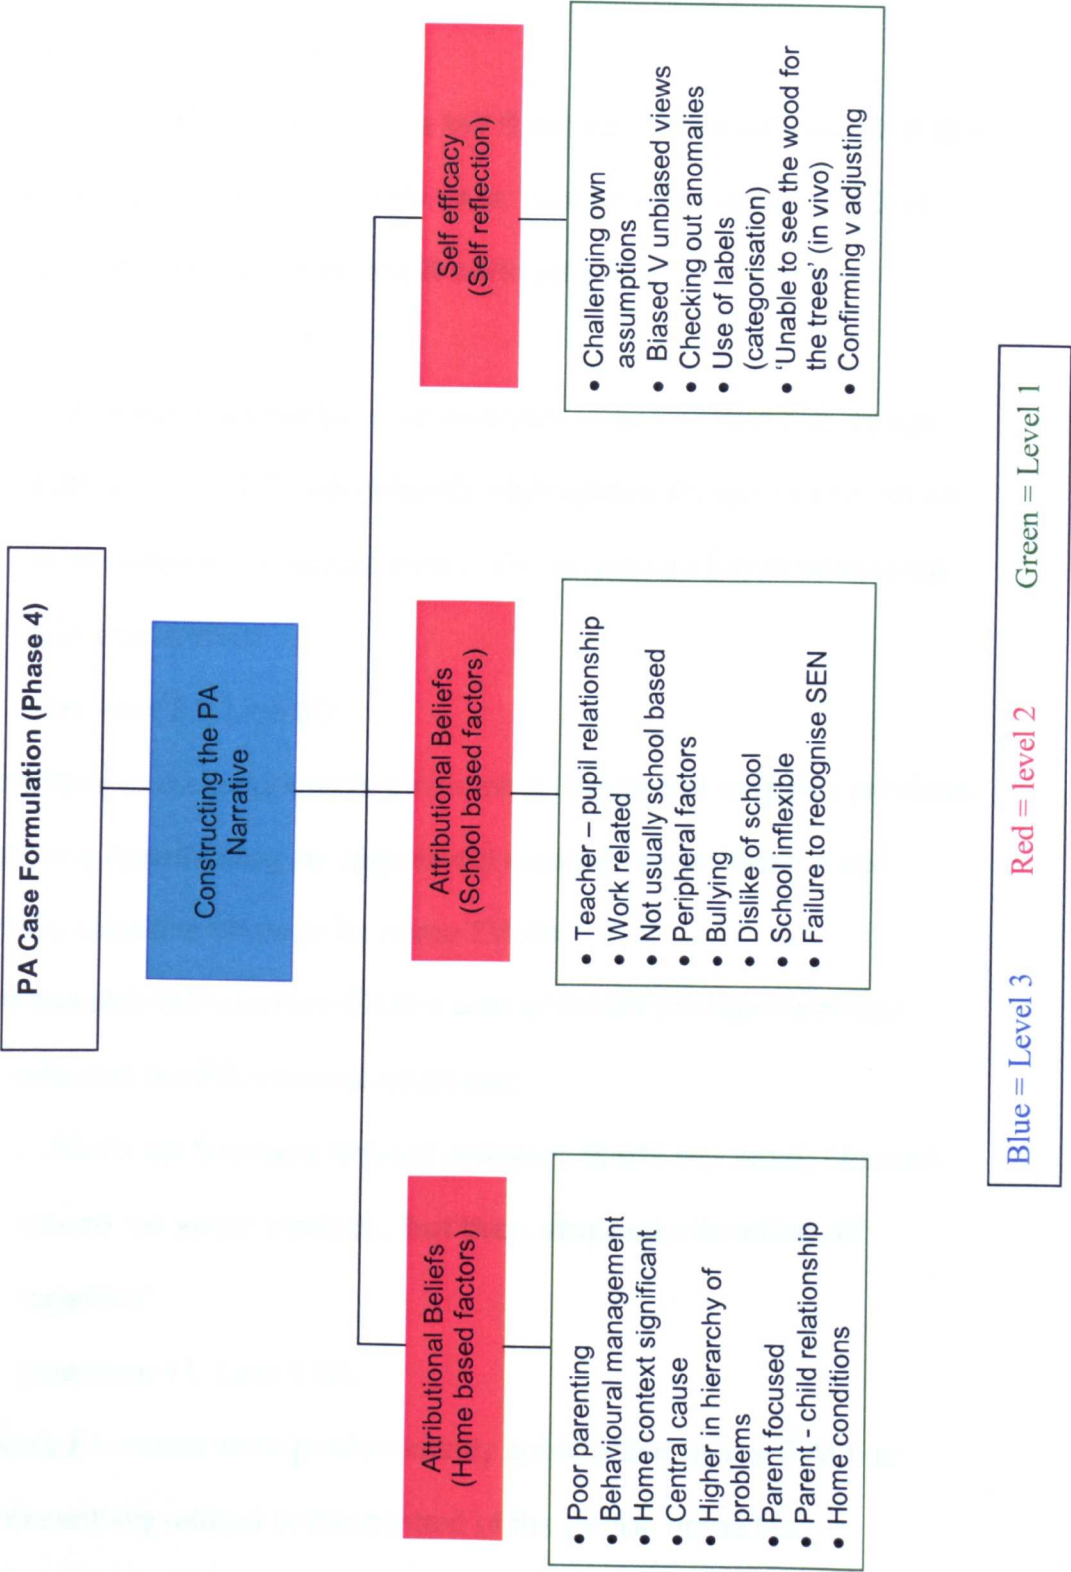 PA Case Formulation (Phase 4)
Constructing the PA
Narrative
Attributional Beliefs
(Home based factors)
• Poor parenting
• Behavioural management
• Home context significant
• Central cause
• Higher in hierarchy of
problems
• Parent focused
• Parent - child relationship
• Home conditions
Attributional Beliefs
(School based factors)
• Teacher – pupil relationship
• Work related
• Not usually school based
• Peripheral factors
• Bullying
• Dislike of school
• School inflexible
• Failure to recognise SEN
Self efficacy
(Self reflection)
• Challenging own
assumptions
• Biased V unbiased views
• Checking out anomalies
• Use of labels
(categorisation)
• 'Unable to see the wood for
the trees' (in vivo)
• Confirming v adjusting
Blue = Level 3 Red = level 2 Green = Level 1